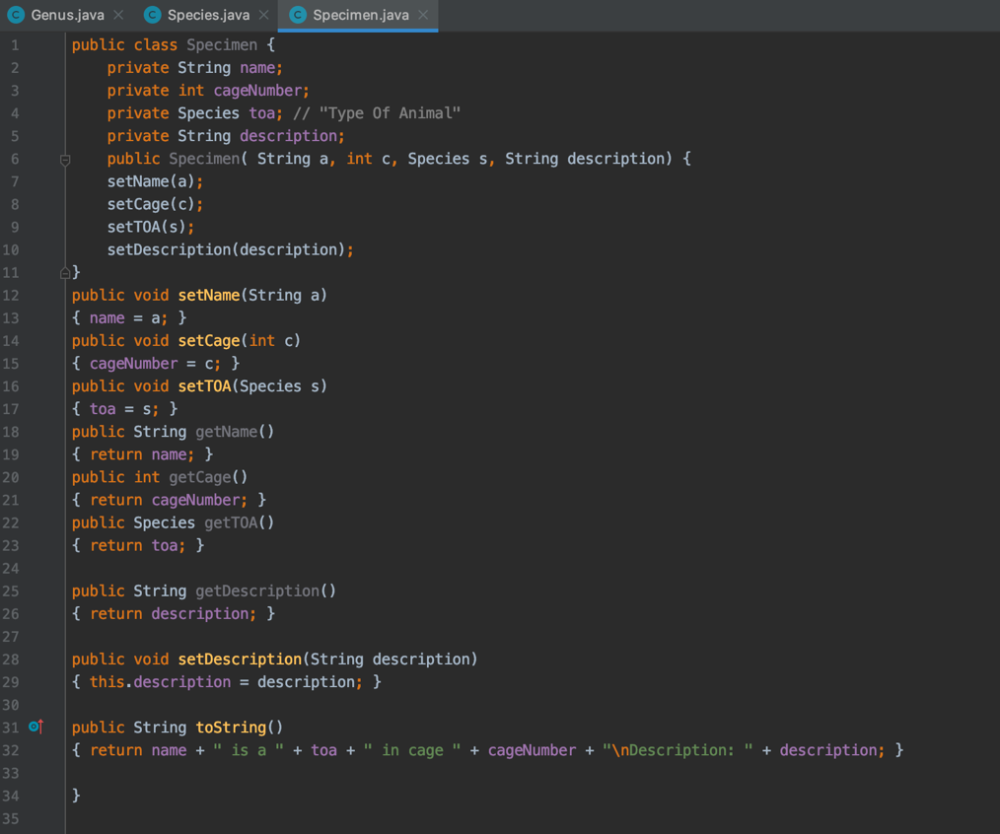 Genus.java Species.java Specimen.java
1 public class Specimen {
2 private String name;
3 private int cageNumber;
4 private Species toa; // "Type Of Animal"
5 private String description;
6 public Specimen( String a, int c, Species s, String description) {
7 setName(a);
8 setCage(c);
9 setTOA(s);
10 setDescription(description);
11 }
12 public void setName(String a)
13 { name = a; }
14 public void setCage(int c)
15 { cageNumber = c; }
16 public void setTOA(Species s)
17 { toa = s; }
18 public String getName()
19 { return name; }
20 public int getCage()
21 { return cageNumber; }
22 public Species getTOA()
23 { return toa; }
24
25 public String getDescription()
26 { return description; }
27
28 public void setDescription(String description)
29 { this.description = description; }
30
31 public String toString()
32 { return name + " is a " + toa + " in cage " + cageNumber + "\nDescription: " + description; }
33
34 }
35